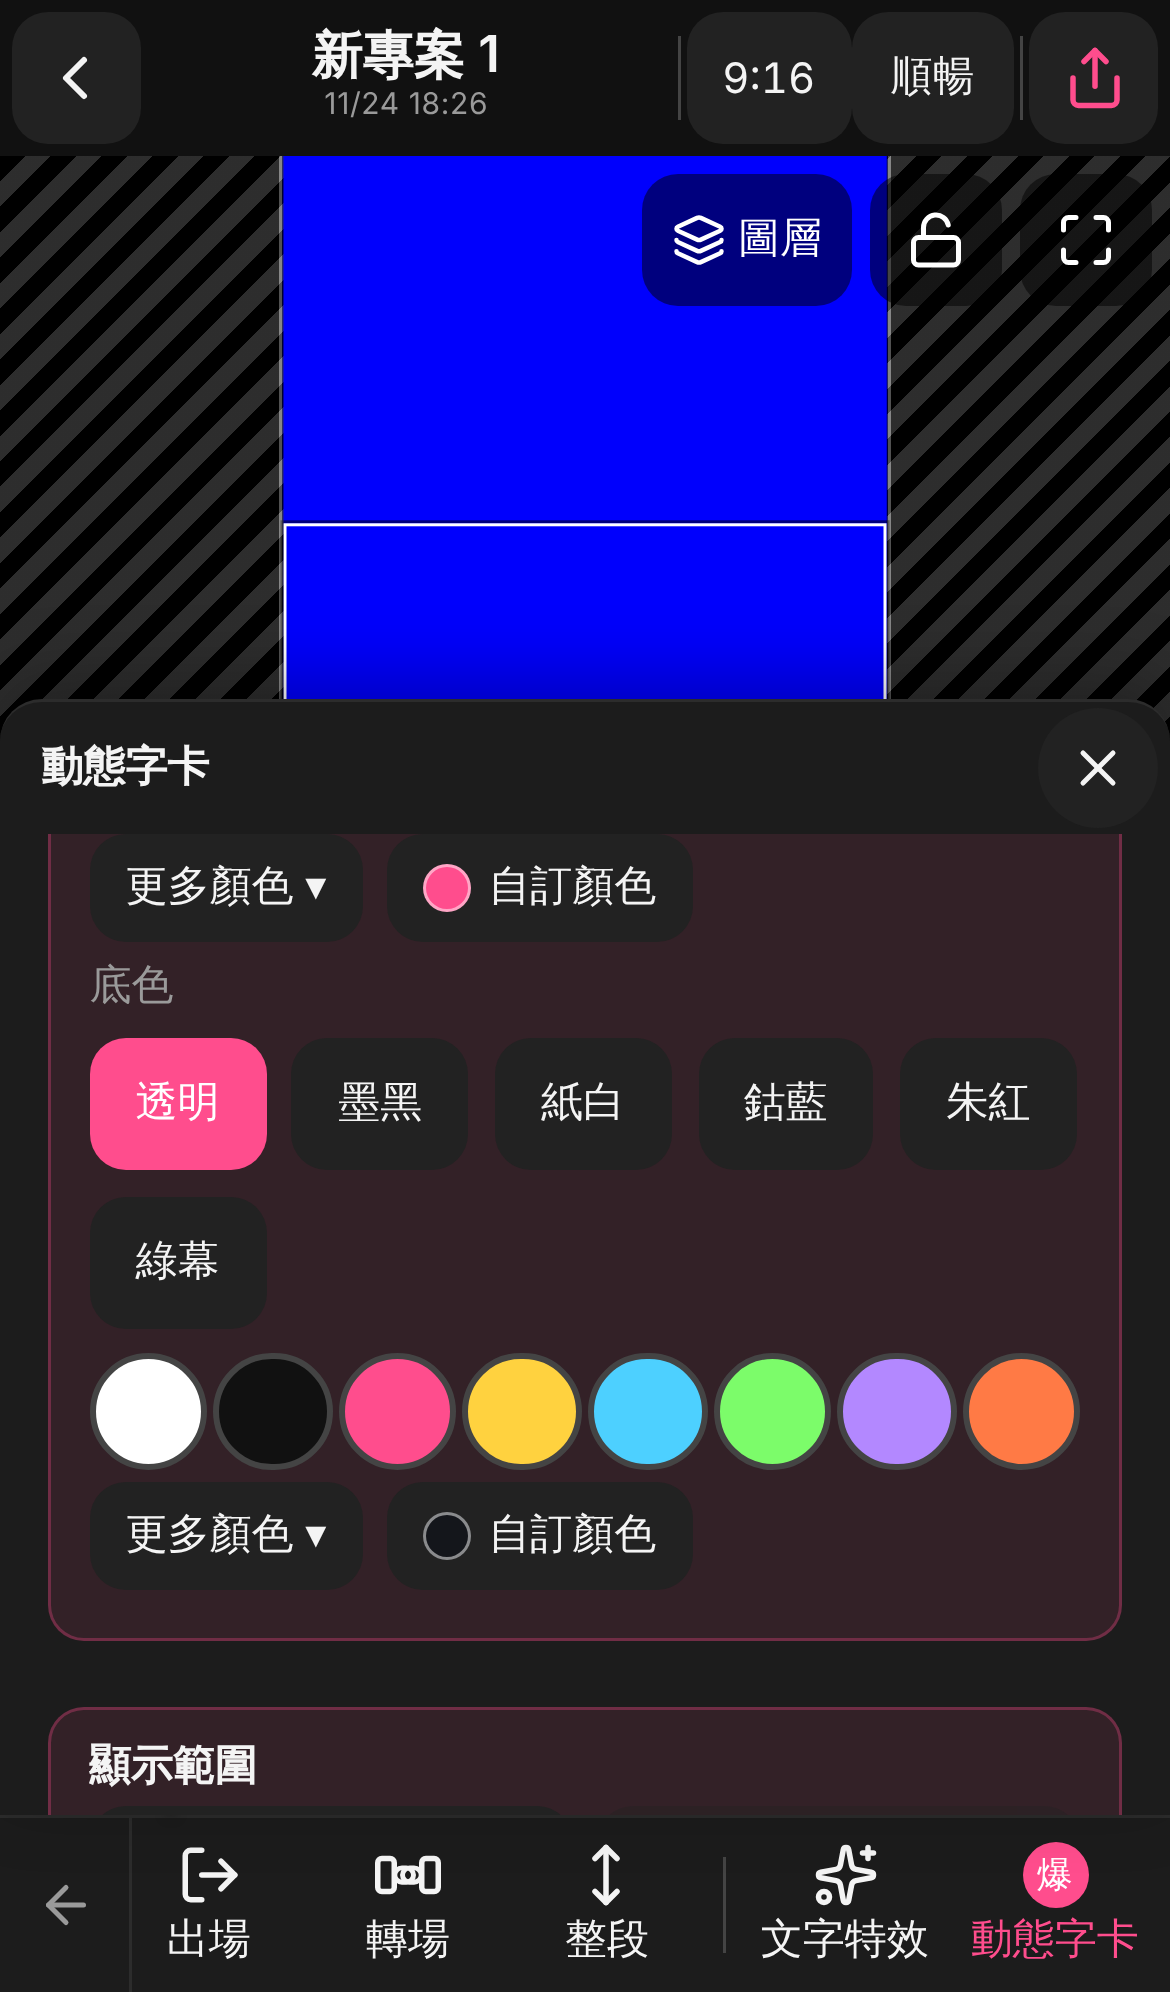 新專案 1
11/24 18:26
9:16
順暢
圖層
動態字卡
更多顏色 ▾
自訂顏色
底色
透明
墨黑
紙白
鈷藍
朱紅
綠幕
更多顏色 ▾
自訂顏色
顯示範圍
出場
轉場
整段
文字特效
爆
動態字卡